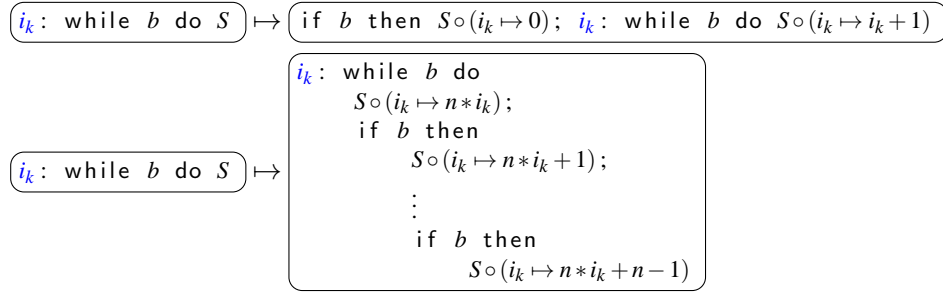 i_k: while b do S ↦ if b then S∘(i_k ↦ 0); i_k: while b do S∘(i_k ↦ i_k + 1)
i_k: while b do S ↦ i_k: while b do
S∘(i_k ↦ n∗i_k);
if b then
S∘(i_k ↦ n∗i_k + 1);
⋮
if b then
S∘(i_k ↦ n∗i_k + n − 1)